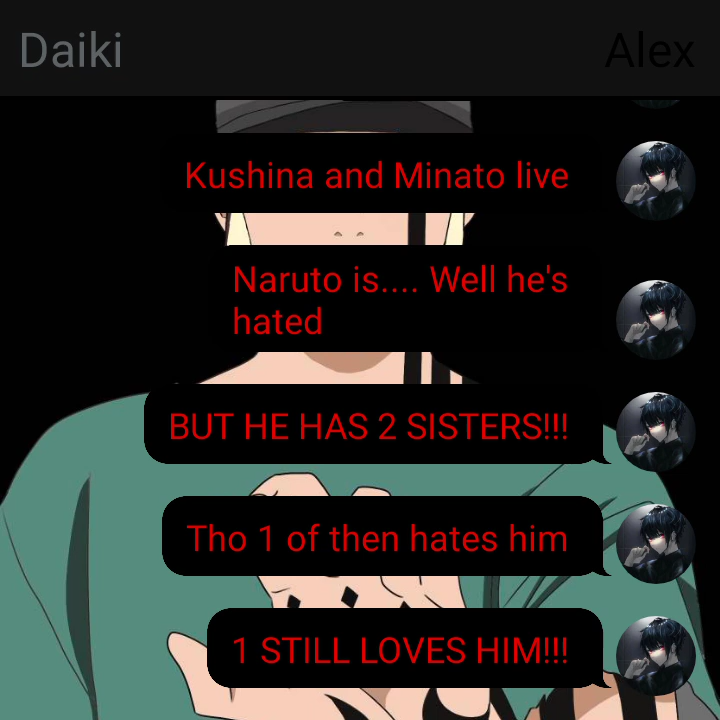 Daiki Alex
Kushina and Minato live
Naruto is.... Well he's
hated
BUT HE HAS 2 SISTERS!!!
Tho 1 of then hates him
1 STILL LOVES HIM!!!